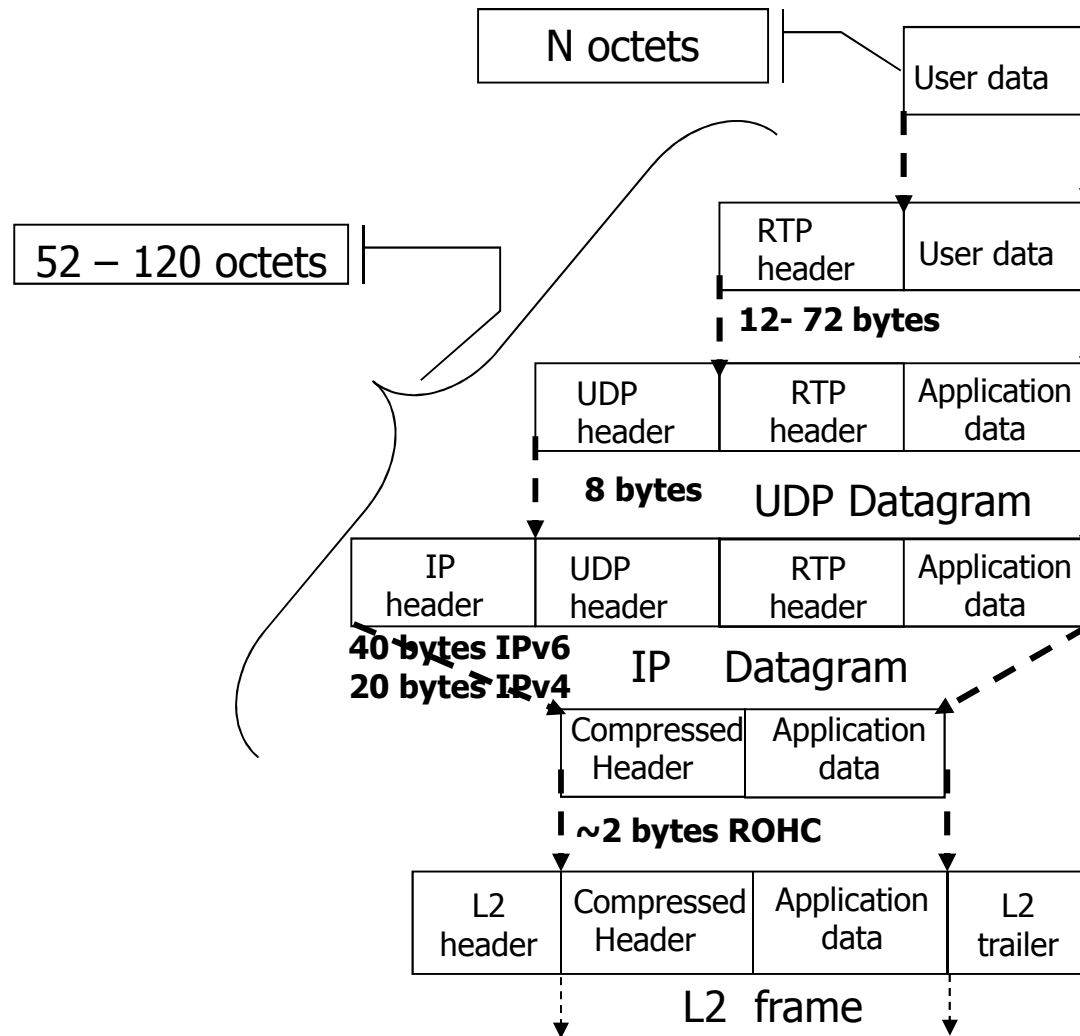 N octets
User data
52 – 120 octets
RTP
header
User data
12- 72 bytes
UDP
header
RTP
header
Application
data
8 bytes
UDP Datagram
IP
header
UDP
header
RTP
header
Application
data
40 bytes IPv6
20 bytes IPv4
IP Datagram
Compressed
Header
Application
data
~2 bytes ROHC
L2
header
Compressed
Header
Application
data
L2
trailer
L2 frame